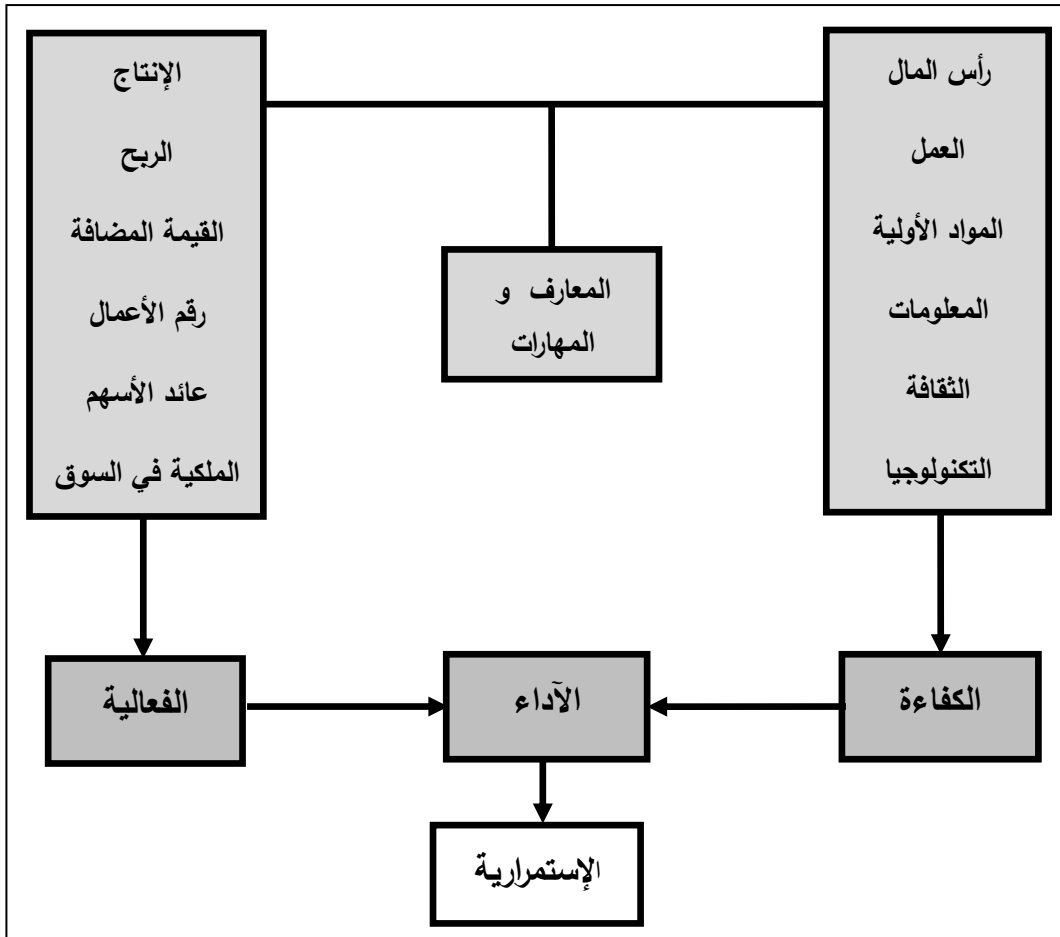 رأس المال
العمل
المواد الأولية
المعلومات
الثقافة
التكنولوجيا
المعارف و
المهارات
الإنتاج
الربح
القيمة المضافة
رقم الأعمال
عائد الأسهم
الملكية في السوق
الكفاءة
الآداء
الفعالية
الإستمرارية